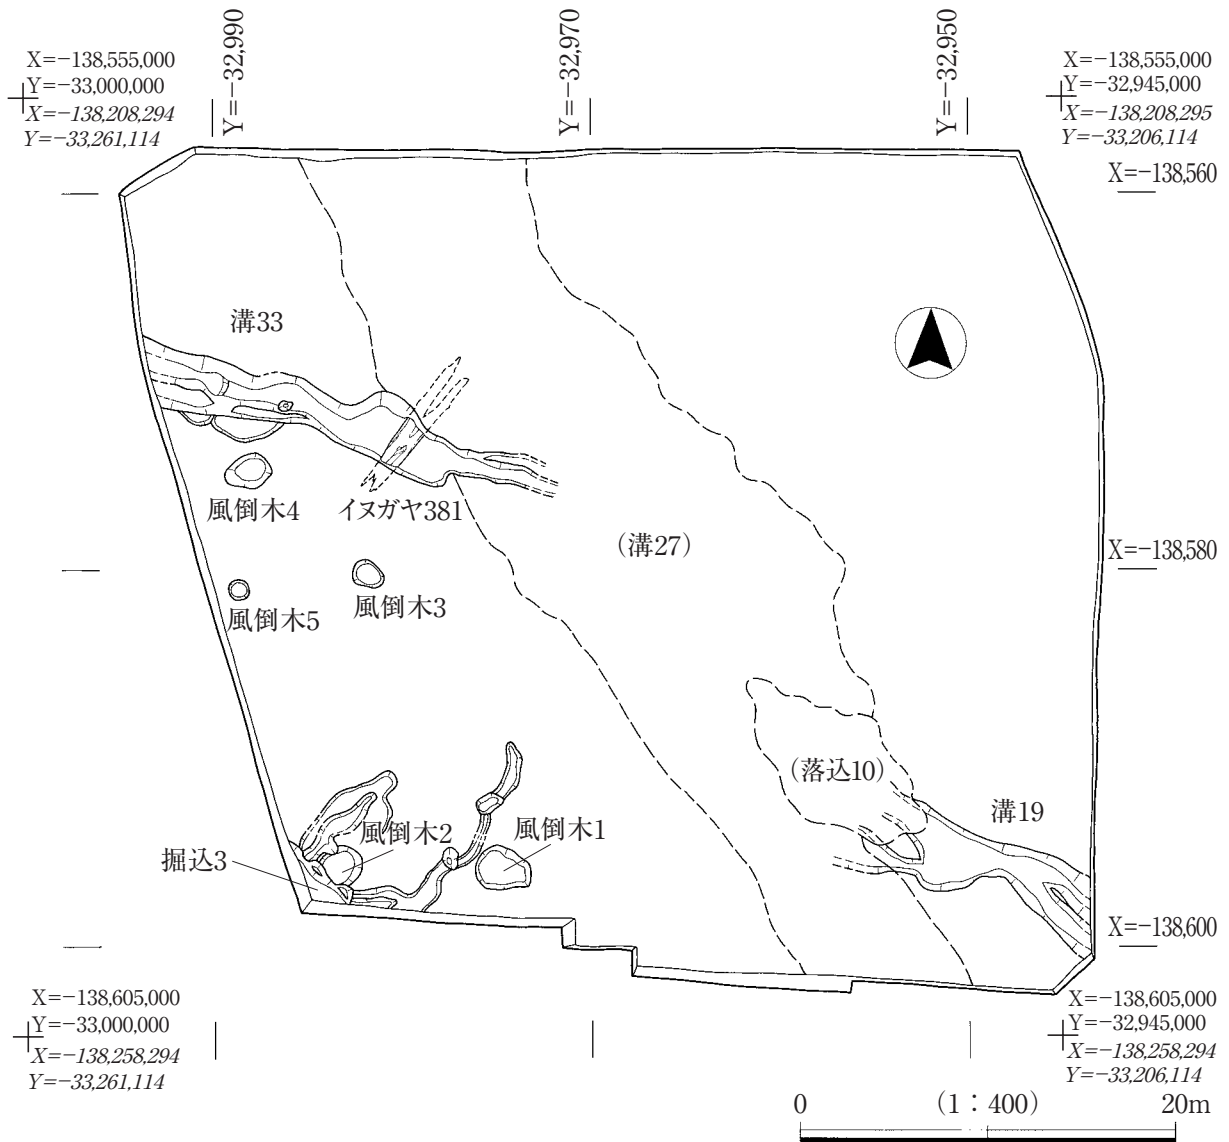 Y=−32,990
Y=−32,970
Y=−32,950
X=−138,555,000
Y=−33,000,000
X=−138,208,294
Y=−33,261,114
X=−138,555,000
Y=−32,945,000
X=−138,208,295
Y=−33,206,114
X=−138,560
溝33
風倒木4
イヌガヤ381
(溝27)
X=−138,580
風倒木5
風倒木3
(落込10)
溝19
風倒木2
風倒木1
掘込3
X=−138,600
X=−138,605,000
Y=−33,000,000
X=−138,258,294
Y=−33,261,114
X=−138,605,000
Y=−32,945,000
X=−138,258,294
Y=−33,206,114
0 (1:400) 20m